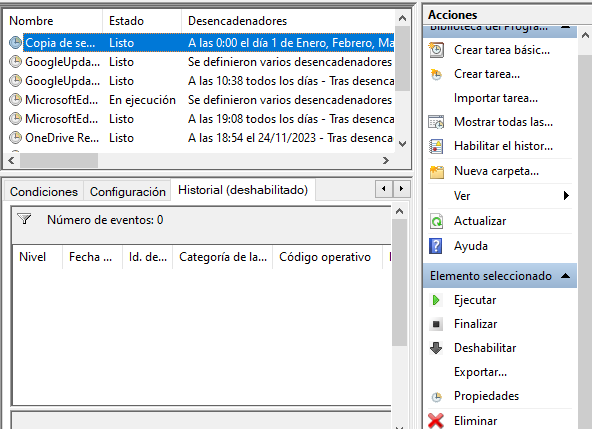 Nombre Estado Desencadenadores
Copia de se... Listo A las 0:00 el día 1 de Enero, Febrero, Ma
GoogleUpda... Listo Se definieron varios desencadenadores
GoogleUpda... Listo A las 10:38 todos los días - Tras desenca
MicrosoftEd... En ejecución Se definieron varios desencadenadores
MicrosoftEd... Listo A las 19:08 todos los días - Tras desenca
OneDrive Re... Listo A las 18:54 el 24/11/2023 - Tras desenca
Condiciones Configuración Historial (deshabilitado)
Número de eventos: 0
Nivel Fecha ... Id. de... Categoría de la... Código operativo
Acciones
Biblioteca del Progra...
Crear tarea básic...
Crear tarea...
Importar tarea...
Mostrar todas las...
Habilitar el histor...
Nueva carpeta...
Ver
Actualizar
Ayuda
Elemento seleccionado
Ejecutar
Finalizar
Deshabilitar
Exportar...
Propiedades
Eliminar